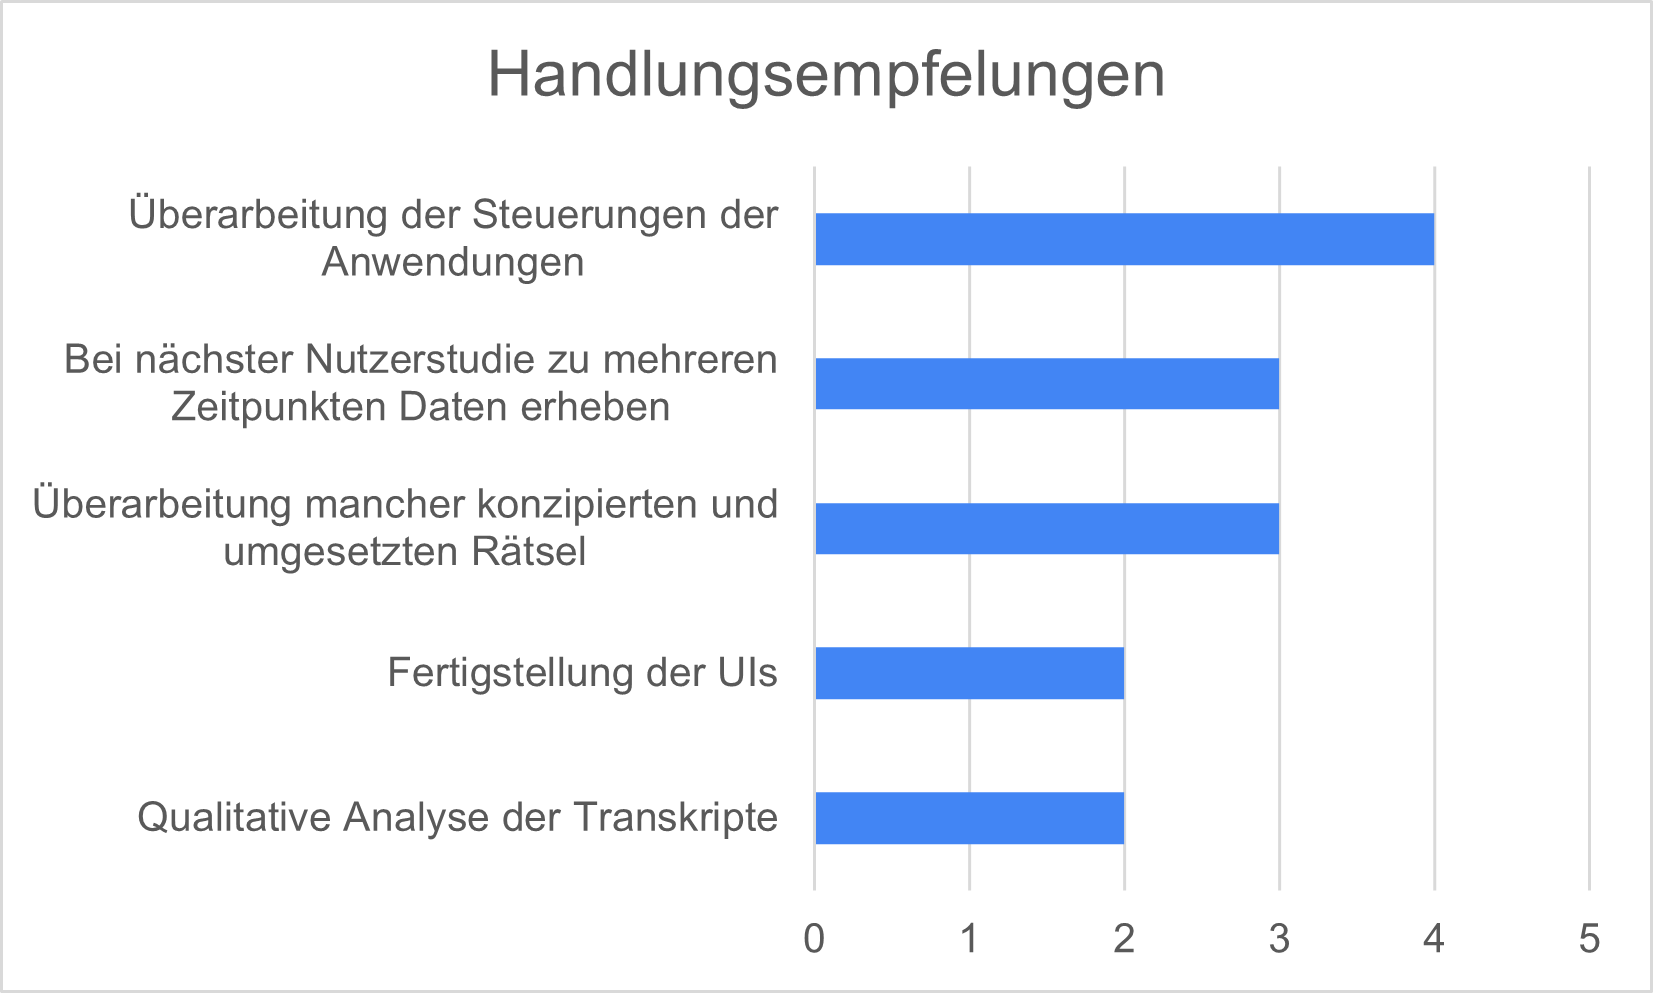 Handlungsempfelungen
Überarbeitung der Steuerungen der
Anwendungen
Bei nächster Nutzerstudie zu mehreren
Zeitpunkten Daten erheben
Überarbeitung mancher konzipierten und
umgesetzten Rätsel
Fertigstellung der UIs
Qualitative Analyse der Transkripte
0 1 2 3 4 5